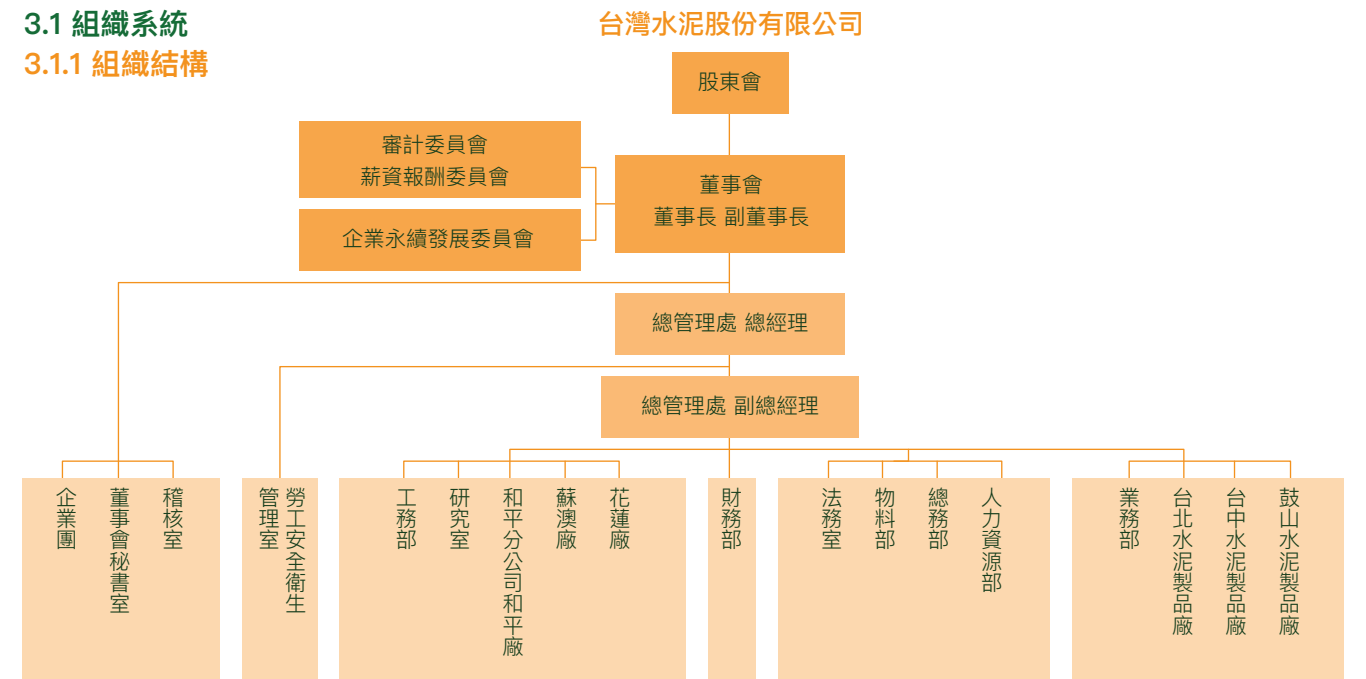 3.1 組織系統
3.1.1 組織結構
台灣水泥股份有限公司
股東會
審計委員會
薪資報酬委員會
企業永續發展委員會
董事會
董事長 副董事長
總管理處 總經理
總管理處 副總經理
企業團
董事會秘書室
稽核室
勞工安全衛生
管理室
工務部
研究室
和平分公司和平廠
蘇澳廠
花蓮廠
財務部
法務室
物料部
總務部
人力資源部
業務部
台北水泥製品廠
台中水泥製品廠
鼓山水泥製品廠